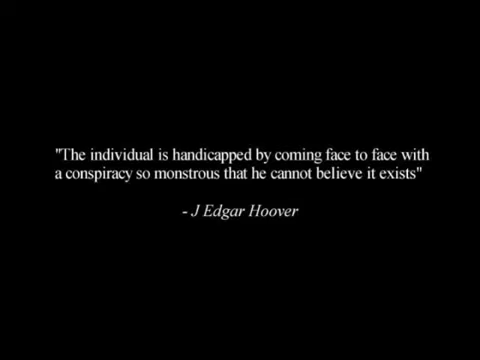 "The individual is handicapped by coming face to face with
a conspiracy so monstrous that he cannot believe it exists"
- J Edgar Hoover